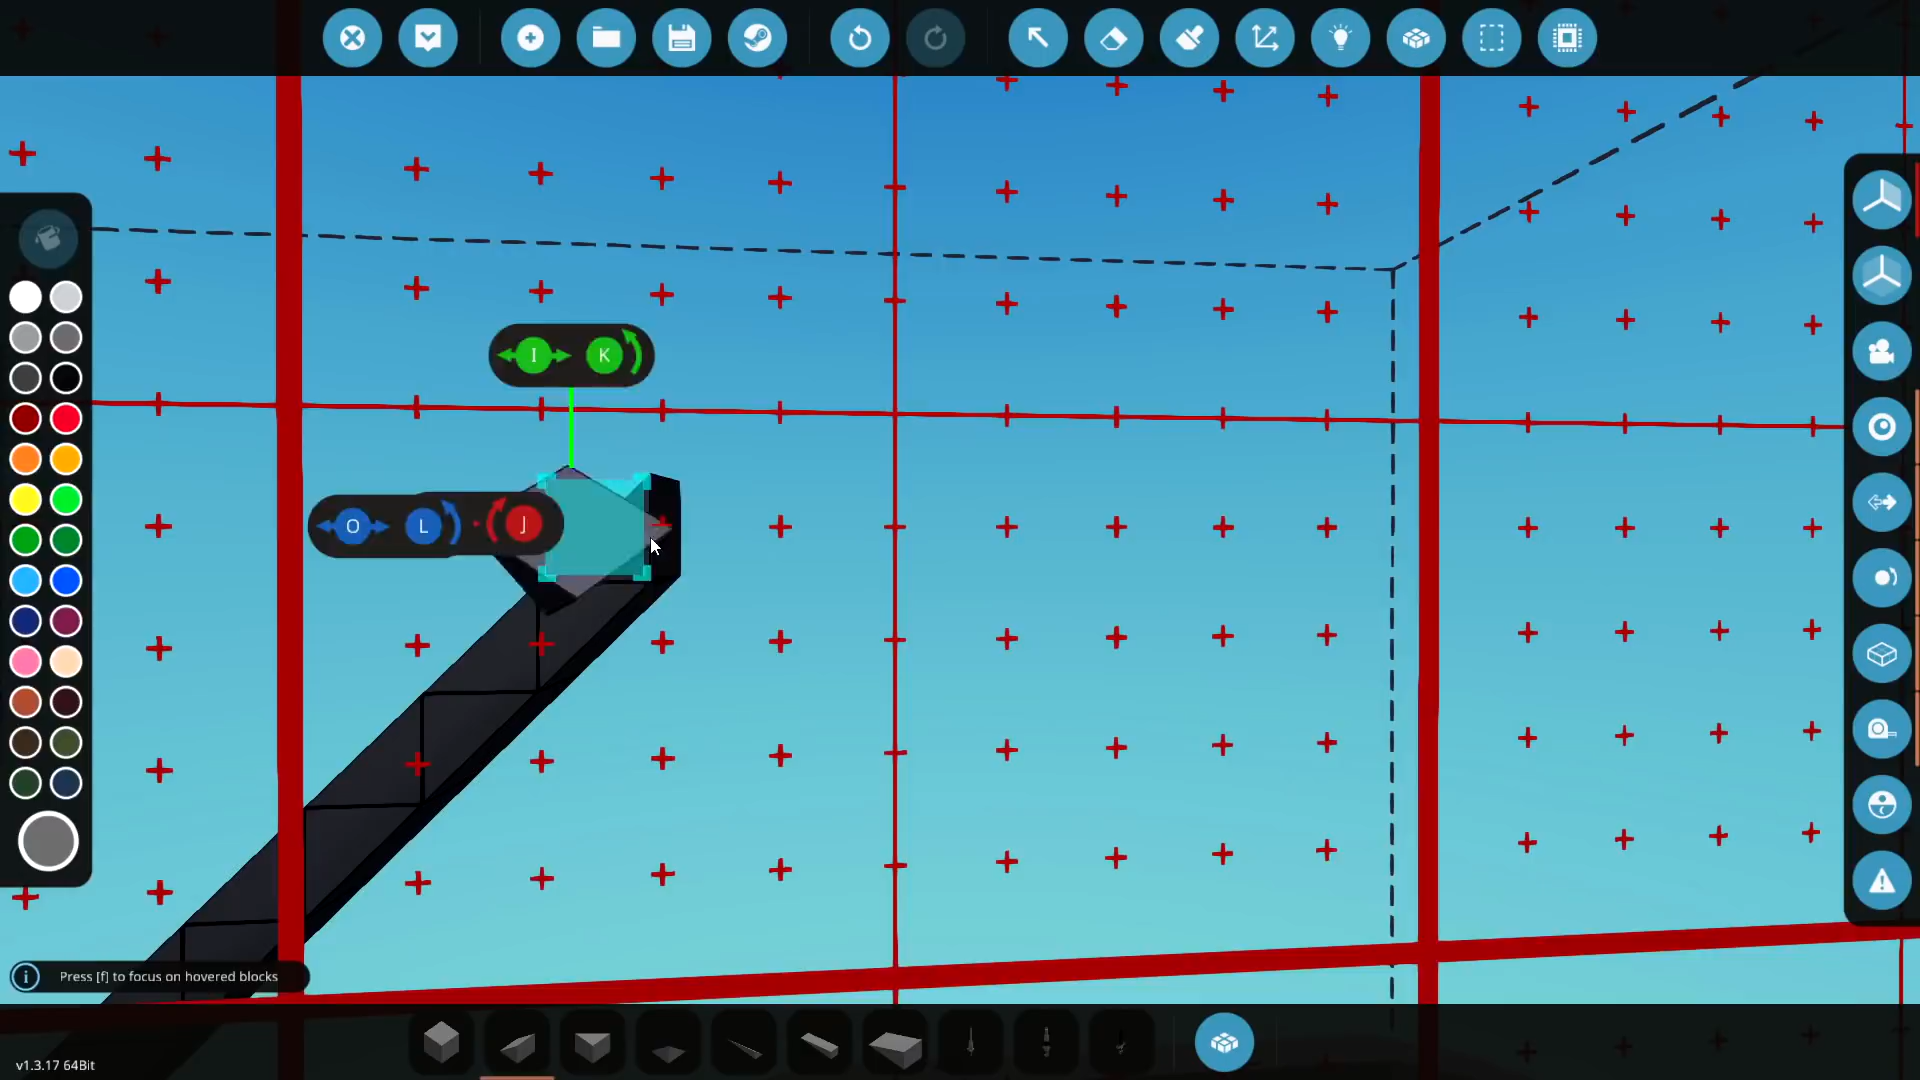 I K
O L J
Press [f] to focus on hovered blocks
v1.3.17 64Bit